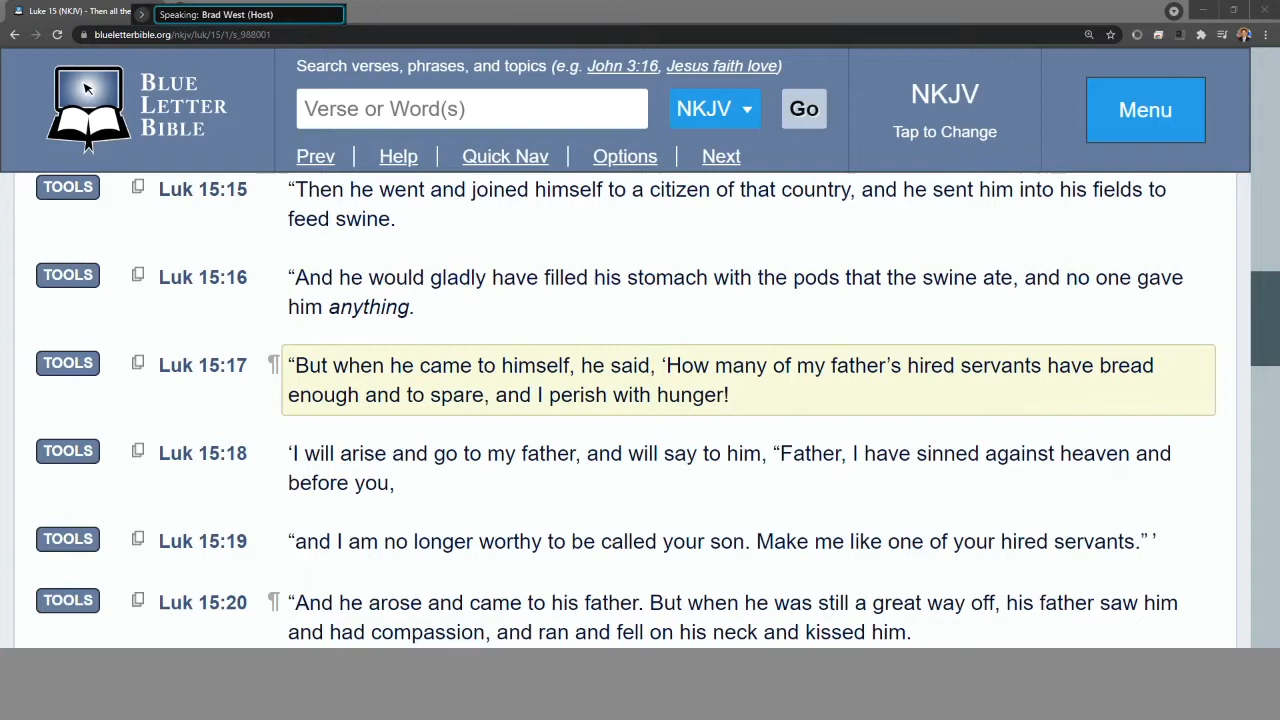 Luke 15 (NKJV) - Then all the
Speaking: Brad West (Host)
blueletterbible.org/nkjv/luk/15/1/s_988001
BLUE
LETTER
BIBLE
Search verses, phrases, and topics (e.g. John 3:16, Jesus faith love)
Verse or Word(s)
NKJV
Go
Prev | Help | Quick Nav | Options | Next
NKJV
Tap to Change
Menu
TOOLS Luk 15:15 “Then he went and joined himself to a citizen of that country, and he sent him into his fields to
feed swine.
TOOLS Luk 15:16 “And he would gladly have filled his stomach with the pods that the swine ate, and no one gave
him anything.
TOOLS Luk 15:17 ¶ “But when he came to himself, he said, ‘How many of my father’s hired servants have bread
enough and to spare, and I perish with hunger!
TOOLS Luk 15:18 ‘I will arise and go to my father, and will say to him, “Father, I have sinned against heaven and
before you,
TOOLS Luk 15:19 “and I am no longer worthy to be called your son. Make me like one of your hired servants.” ’
TOOLS Luk 15:20 ¶ “And he arose and came to his father. But when he was still a great way off, his father saw him
and had compassion, and ran and fell on his neck and kissed him.